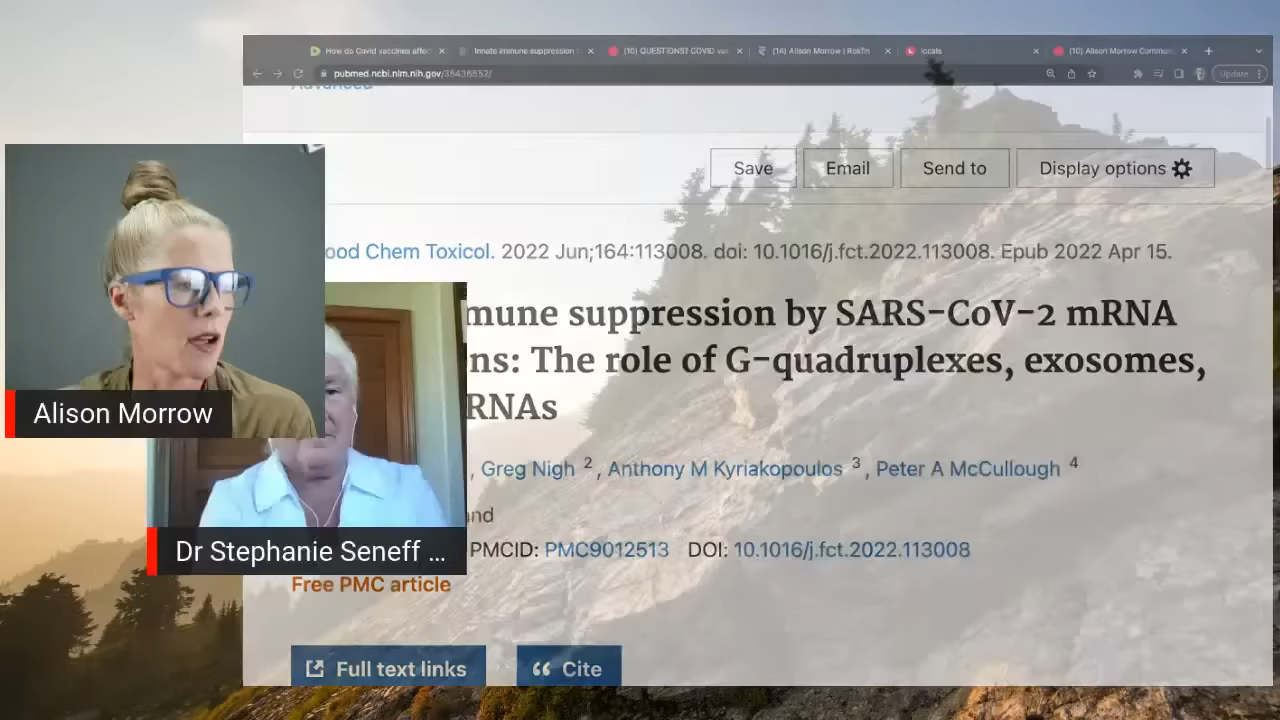 How do Covid vaccines affec
Innate immune suppression b
(10) QUESTIONS? COVID va
(14) Alison Morrow | Rokfin
locals
(10) Alison Morrow Commun
pubmed.ncbi.nlm.nih.gov/35436552/
Update
Advanced
Save
Email
Send to
Display options
ood Chem Toxicol. 2022 Jun;164:113008. doi: 10.1016/j.fct.2022.113008. Epub 2022 Apr 15.
mune suppression by SARS-CoV-2 mRNA
ns: The role of G-quadruplexes, exosomes,
RNAs
, Greg Nigh 2 , Anthony M Kyriakopoulos 3 , Peter A McCullough 4
nd
PMCID: PMC9012513 DOI: 10.1016/j.fct.2022.113008
Free PMC article
Full text links
Cite
Alison Morrow
Dr Stephanie Seneff ...